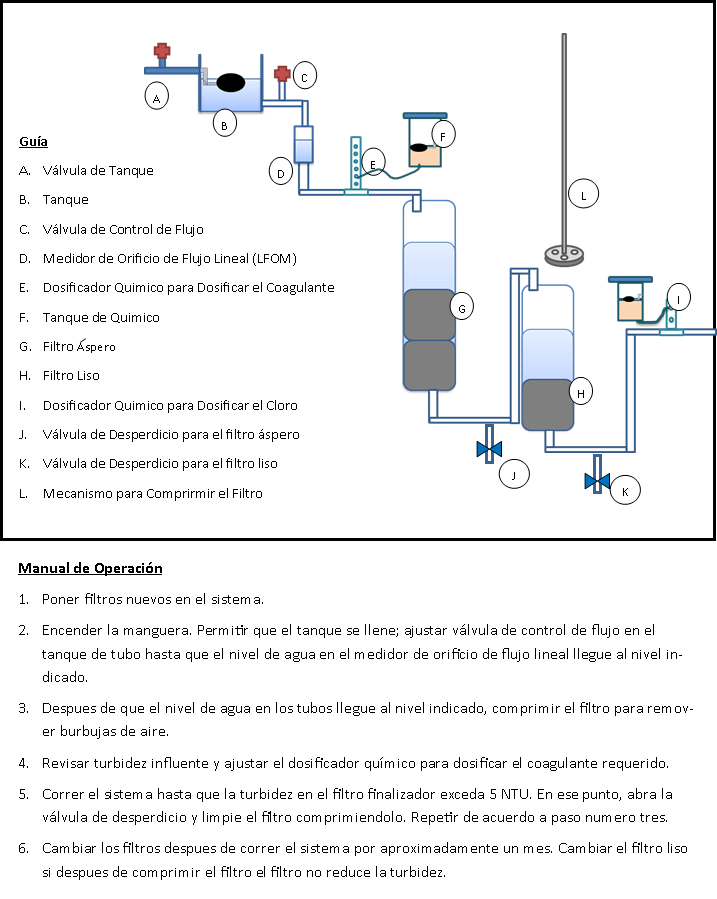 A
B
C
D
E
F
G
H
I
J
K
L
Guía
A. Válvula de Tanque
B. Tanque
C. Válvula de Control de Flujo
D. Medidor de Orificio de Flujo Lineal (LFOM)
E. Dosificador Quimico para Dosificar el Coagulante
F. Tanque de Quimico
G. Filtro Áspero
H. Filtro Liso
I. Dosificador Quimico para Dosificar el Cloro
J. Válvula de Desperdicio para el filtro áspero
K. Válvula de Desperdicio para el filtro liso
L. Mecanismo para Comprirmir el Filtro
Manual de Operación
1. Poner filtros nuevos en el sistema.
2. Encender la manguera. Permitir que el tanque se llene; ajustar válvula de control de flujo en el
tanque de tubo hasta que el nivel de agua en el medidor de orificio de flujo lineal llegue al nivel in-
dicado.
3. Despues de que el nivel de agua en los tubos llegue al nivel indicado, comprimir el filtro para remov-
er burbujas de aire.
4. Revisar turbidez influente y ajustar el dosificador químico para dosificar el coagulante requerido.
5. Correr el sistema hasta que la turbidez en el filtro finalizador exceda 5 NTU. En ese punto, abra la
válvula de desperdicio y limpie el filtro comprimiendolo. Repetir de acuerdo a paso numero tres.
6. Cambiar los filtros despues de correr el sistema por aproximadamente un mes. Cambiar el filtro liso
si despues de comprimir el filtro el filtro no reduce la turbidez.